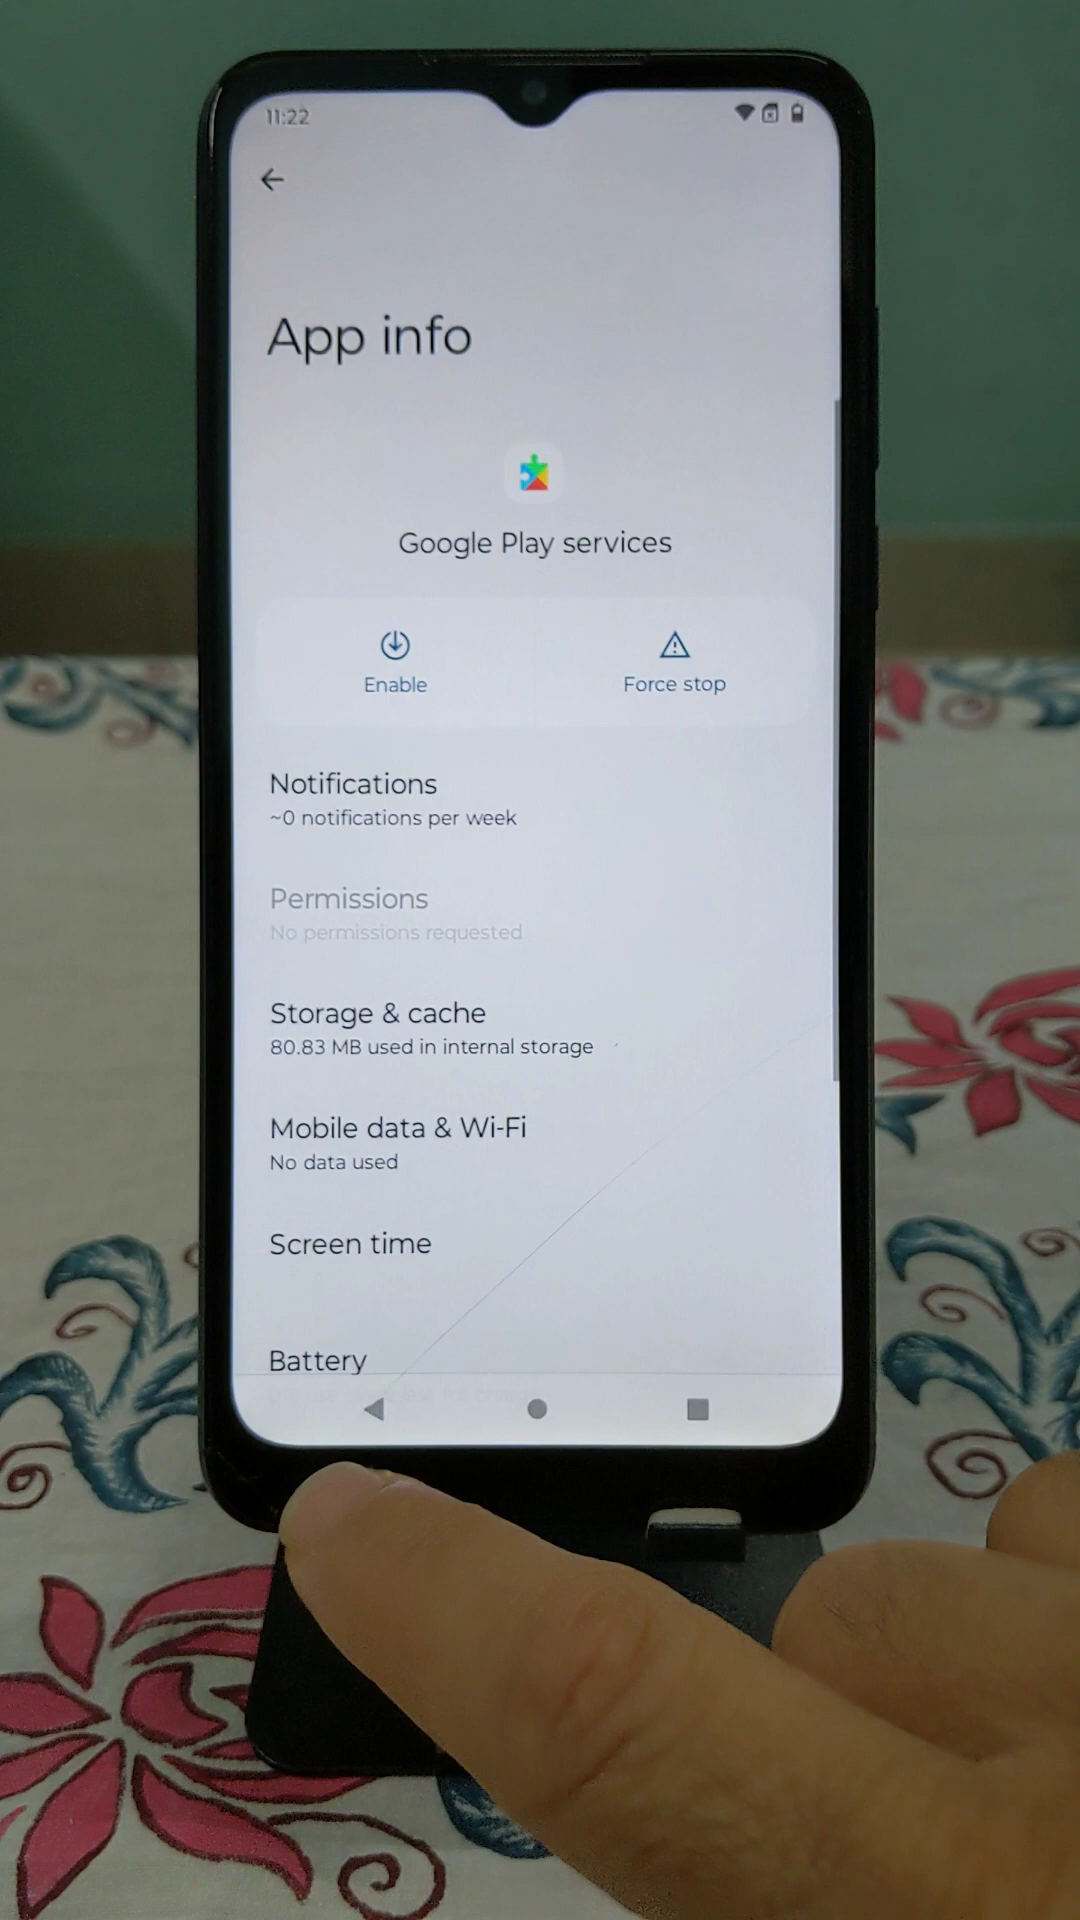 11:22
App info
Google Play services
Enable
Force stop
Notifications
~0 notifications per week
Permissions
No permissions requested
Storage & cache
80.83 MB used in internal storage
Mobile data & Wi-Fi
No data used
Screen time
Battery